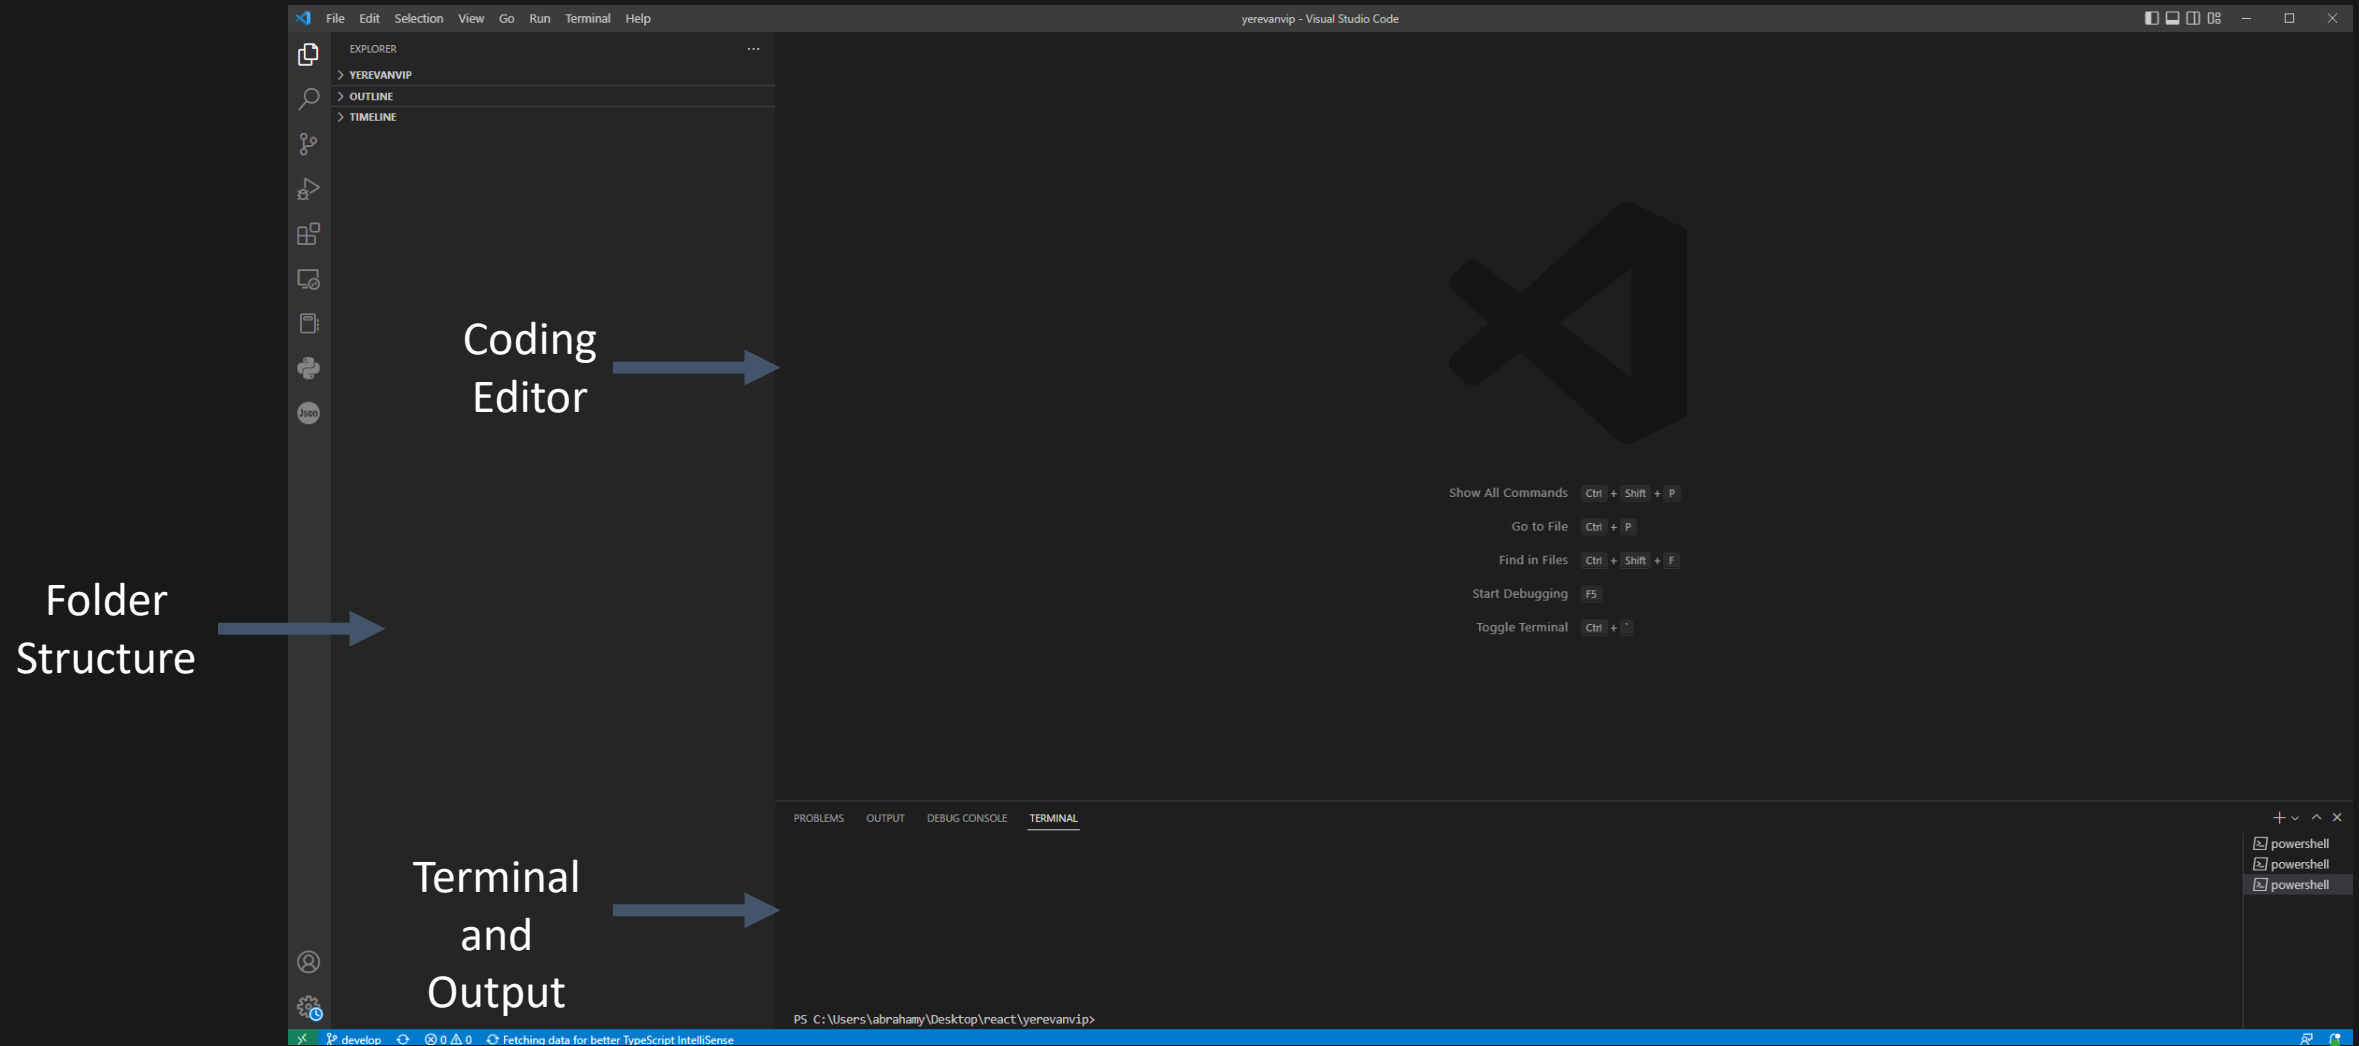 File Edit Selection View Go Run Terminal Help
yerevanvip - Visual Studio Code
EXPLORER
YEREVANVIP
OUTLINE
TIMELINE
Json
Coding
Editor
Show All Commands Ctrl + Shift + P
Go to File Ctrl + P
Find in Files Ctrl + Shift + F
Start Debugging F5
Toggle Terminal Ctrl + `
Folder
Structure
PROBLEMS OUTPUT DEBUG CONSOLE TERMINAL
powershell
powershell
powershell
Terminal
and
Output
PS C:\Users\abrahamy\Desktop\react\yerevanvip>
develop 0 0 Fetching data for better TypeScript IntelliSense